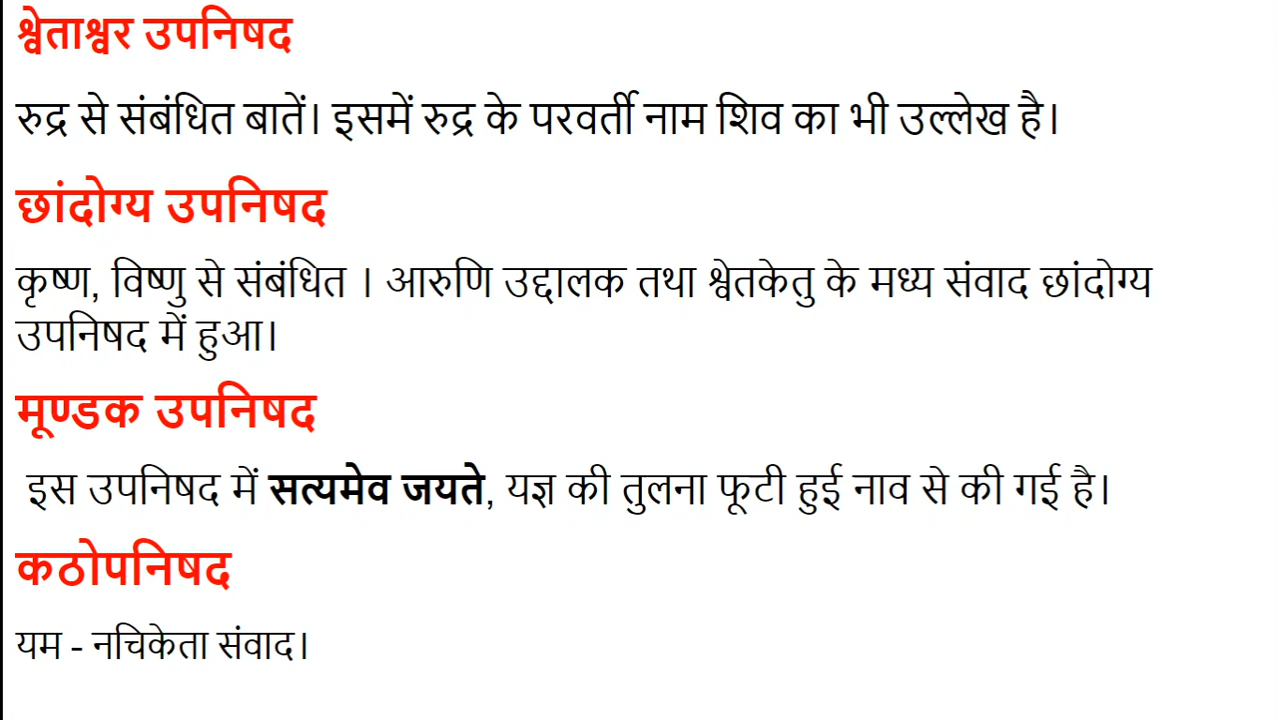 श्वेताश्वर उपनिषद
रुद्र से संबंधित बातें। इसमें रुद्र के परवर्ती नाम शिव का भी उल्लेख है।
छांदोग्य उपनिषद
कृष्ण, विष्णु से संबंधित । आरुणि उद्दालक तथा श्वेतकेतु के मध्य संवाद छांदोग्य
उपनिषद में हुआ।
मूण्डक उपनिषद
इस उपनिषद में सत्यमेव जयते, यज्ञ की तुलना फूटी हुई नाव से की गई है।
कठोपनिषद
यम - नचिकेता संवाद।